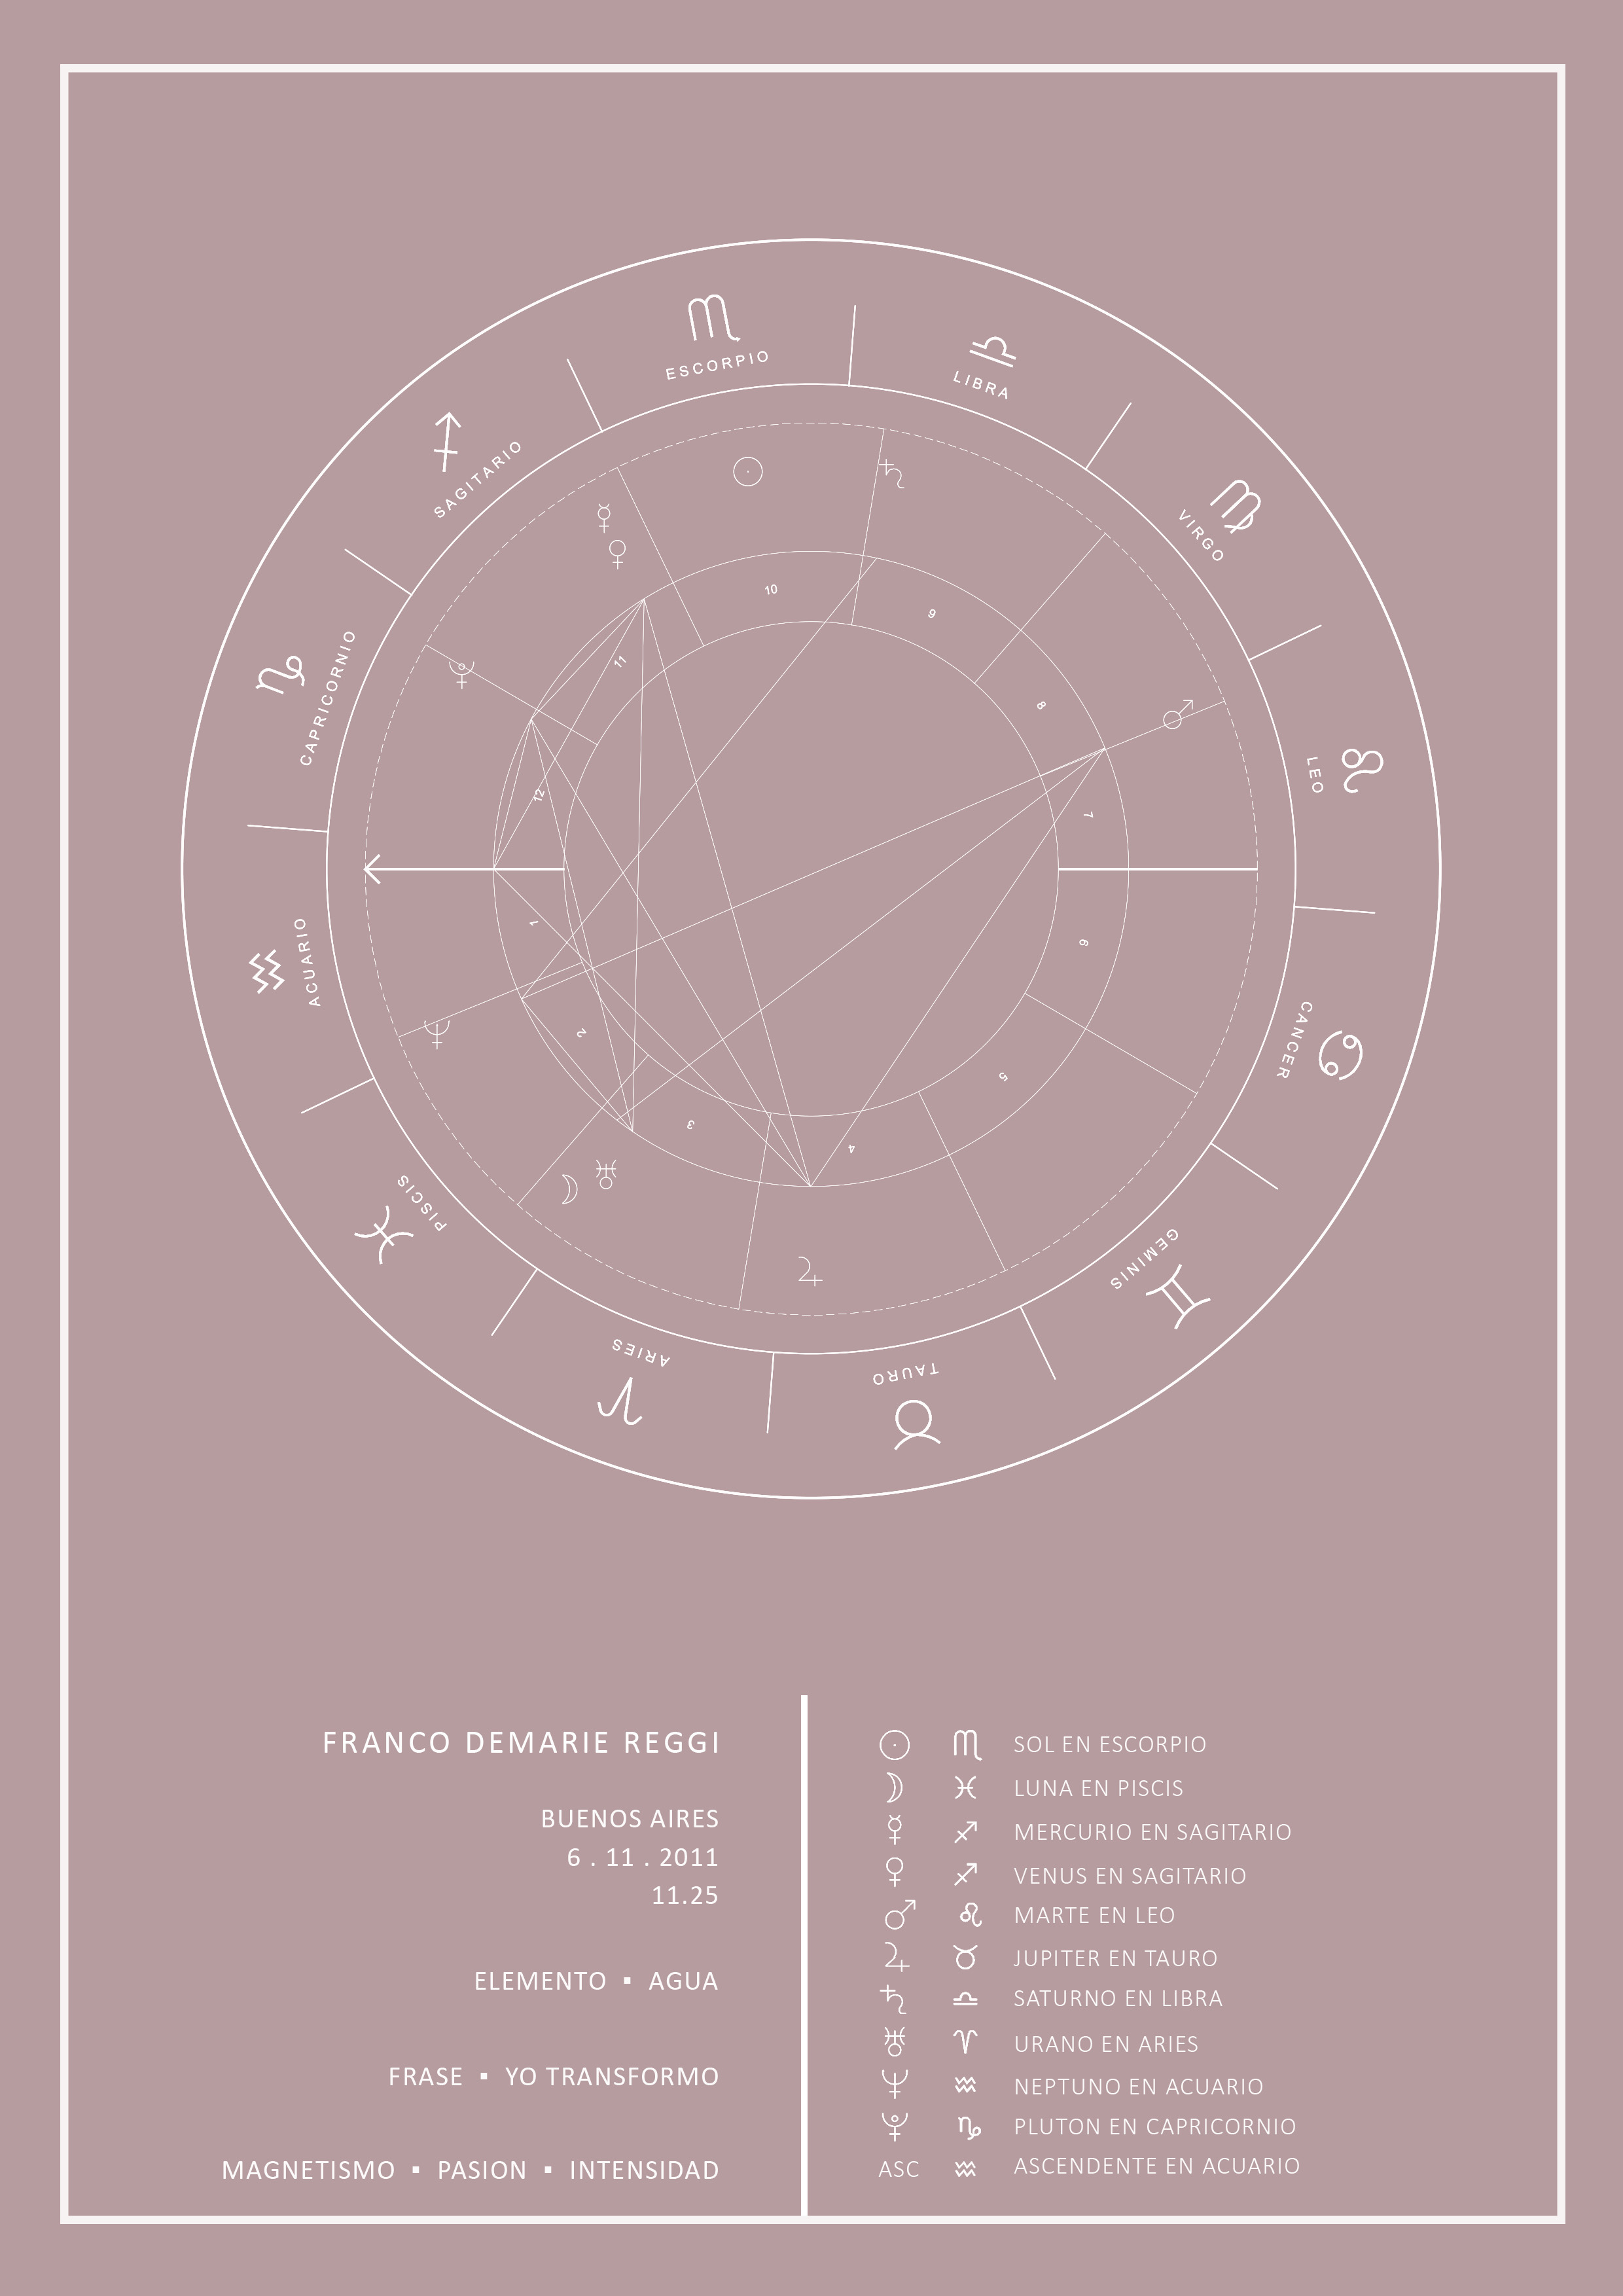 ESCORPIO
LIBRA
SAGITARIO
VIRGO
CAPRICORNIO
LEO
ACUARIO
CANCER
PISCIS
GEMINIS
ARIES
TAURO
10
9
11
8
12
7
1
6
2
5
3
4
FRANCO DEMARIE REGGI
BUENOS AIRES
6 . 11 . 2011
11.25
ELEMENTO ▪ AGUA
FRASE ▪ YO TRANSFORMO
MAGNETISMO ▪ PASION ▪ INTENSIDAD
SOL EN ESCORPIO
LUNA EN PISCIS
MERCURIO EN SAGITARIO
VENUS EN SAGITARIO
MARTE EN LEO
JUPITER EN TAURO
SATURNO EN LIBRA
URANO EN ARIES
NEPTUNO EN ACUARIO
PLUTON EN CAPRICORNIO
ASC ASCENDENTE EN ACUARIO